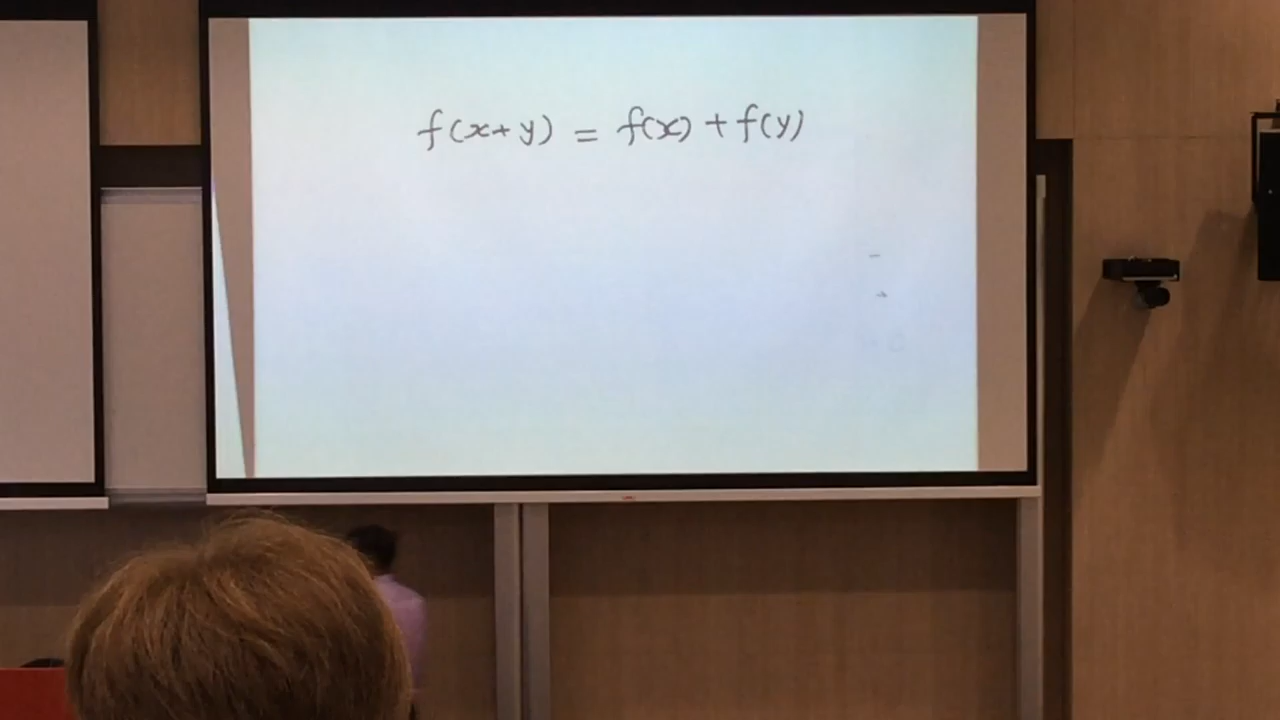 f(x+y) = f(x) + f(y)